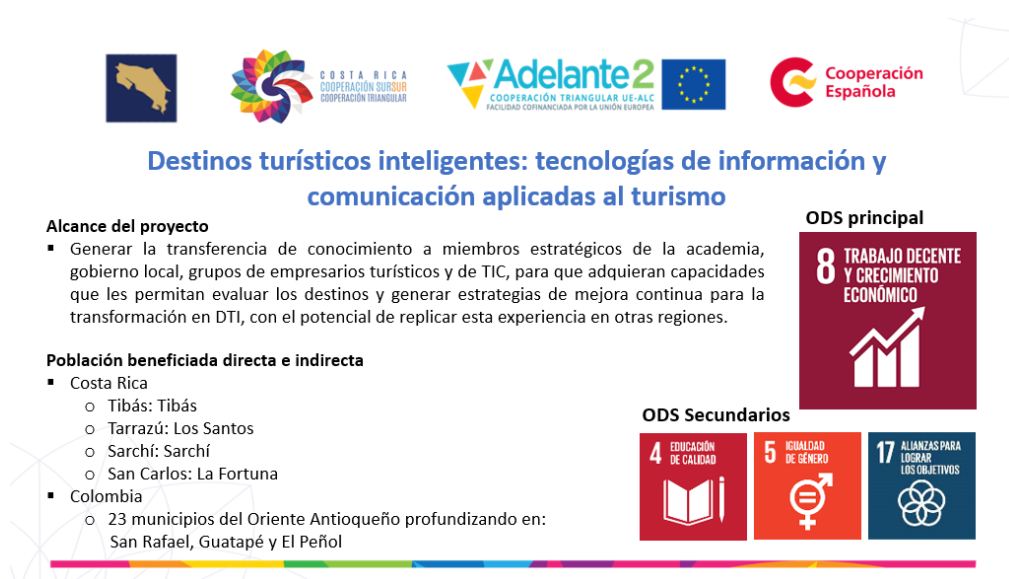 COSTA RICA
COOPERACIÓN SURSUR
COOPERACIÓN TRIANGULAR
Adelante2
COOPERACIÓN TRIANGULAR UE-ALC
FACILIDAD COFINANCIADA POR LA UNIÓN EUROPEA
Cooperación
Española
Destinos turísticos inteligentes: tecnologías de información y
comunicación aplicadas al turismo
Alcance del proyecto
▪ Generar la transferencia de conocimiento a miembros estratégicos de la academia,
gobierno local, grupos de empresarios turísticos y de TIC, para que adquieran capacidades
que les permitan evaluar los destinos y generar estrategias de mejora continua para la
transformación en DTI, con el potencial de replicar esta experiencia en otras regiones.
ODS principal
8 TRABAJO DECENTE
Y CRECIMIENTO
ECONÓMICO
Población beneficiada directa e indirecta
▪ Costa Rica
o Tibás: Tibás
o Tarrazú: Los Santos
o Sarchí: Sarchí
o San Carlos: La Fortuna
▪ Colombia
o 23 municipios del Oriente Antioqueño profundizando en:
San Rafael, Guatapé y El Peñol
ODS Secundarios
4 EDUCACIÓN
DE CALIDAD
5 IGUALDAD
DE GÉNERO
17 ALIANZAS PARA
LOGRAR
LOS OBJETIVOS